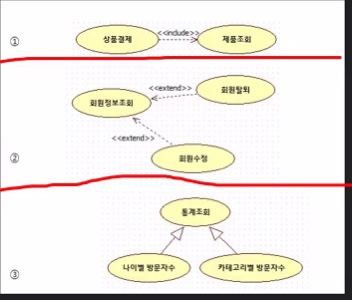 ①
상품결제
<<include>>
제품조회
②
회원정보조회
<<extend>>
회원탈퇴
<<extend>>
회원수정
③
통계조회
나이별 방문자수
카테고리별 방문자수